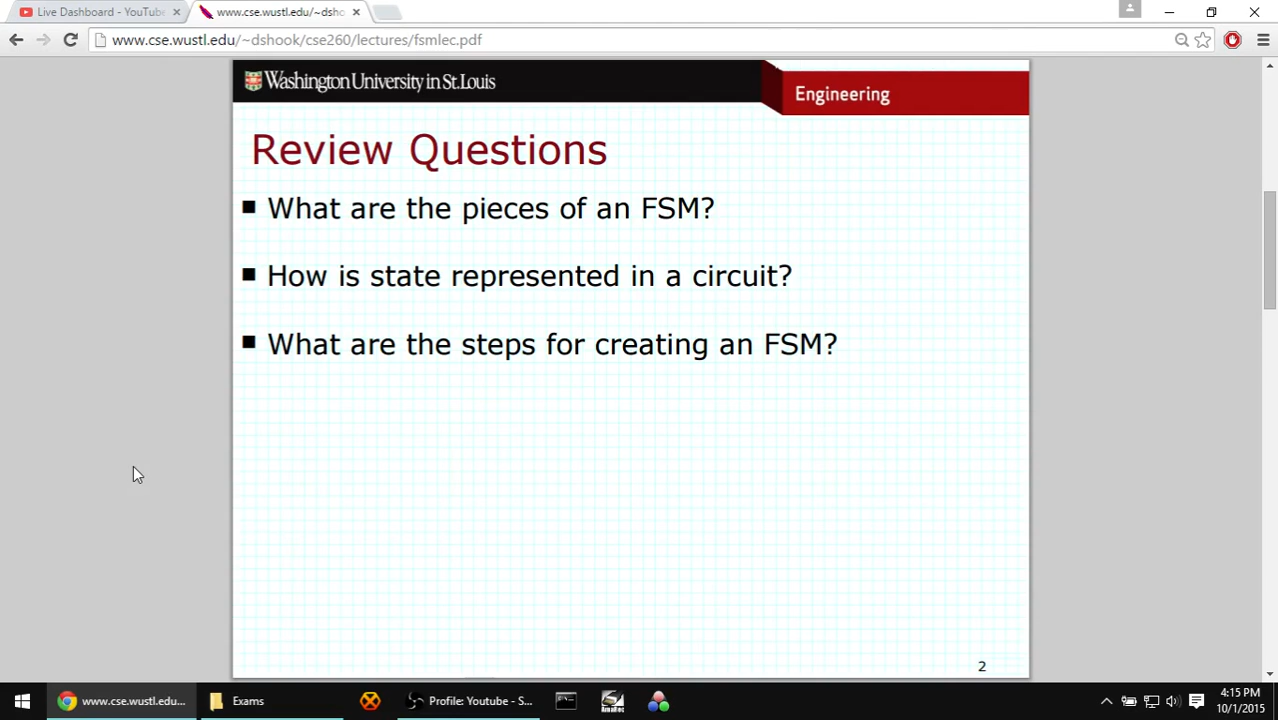 Live Dashboard - YouTube
www.cse.wustl.edu/~dsho
www.cse.wustl.edu/~dshook/cse260/lectures/fsmlec.pdf
Washington University in St. Louis
Engineering
Review Questions
What are the pieces of an FSM?
How is state represented in a circuit?
What are the steps for creating an FSM?
2
www.cse.wustl.edu...
Exams
Profile: Youtube - S...
4:15 PM
10/1/2015